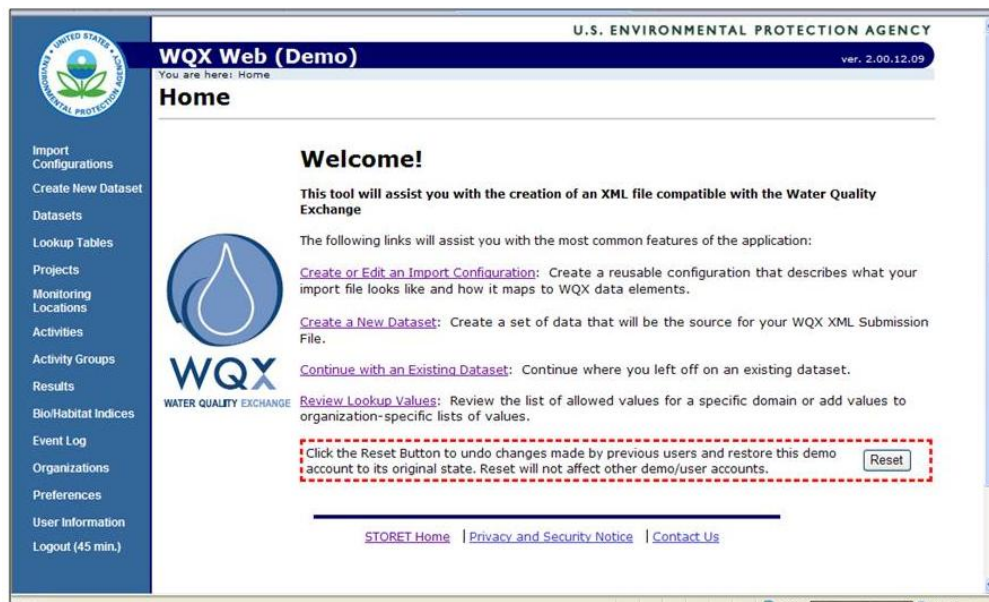 U.S. ENVIRONMENTAL PROTECTION AGENCY
UNITED STATES
ENVIRONMENTAL PROTECTION AGENCY
WQX Web (Demo)
ver. 2.00.12.09
You are here: Home
Home
Import
Configurations
Create New Dataset
Datasets
Lookup Tables
Projects
Monitoring
Locations
Activities
Activity Groups
Results
Bio/Habitat Indices
Event Log
Organizations
Preferences
User Information
Logout (45 min.)
WQX
WATER QUALITY EXCHANGE
Welcome!
This tool will assist you with the creation of an XML file compatible with the Water Quality
Exchange
The following links will assist you with the most common features of the application:
Create or Edit an Import Configuration: Create a reusable configuration that describes what your
import file looks like and how it maps to WQX data elements.
Create a New Dataset: Create a set of data that will be the source for your WQX XML Submission
File.
Continue with an Existing Dataset: Continue where you left off on an existing dataset.
Review Lookup Values: Review the list of allowed values for a specific domain or add values to
organization-specific lists of values.
Click the Reset Button to undo changes made by previous users and restore this demo
account to its original state. Reset will not affect other demo/user accounts.
Reset
STORET Home | Privacy and Security Notice | Contact Us